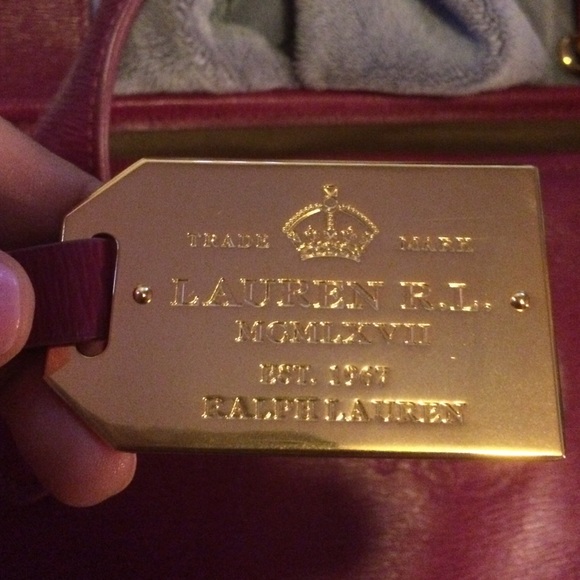 TRADE MARK
LAUREN R.L.
MCMLXVII
EST. 1967
RALPH LAUREN